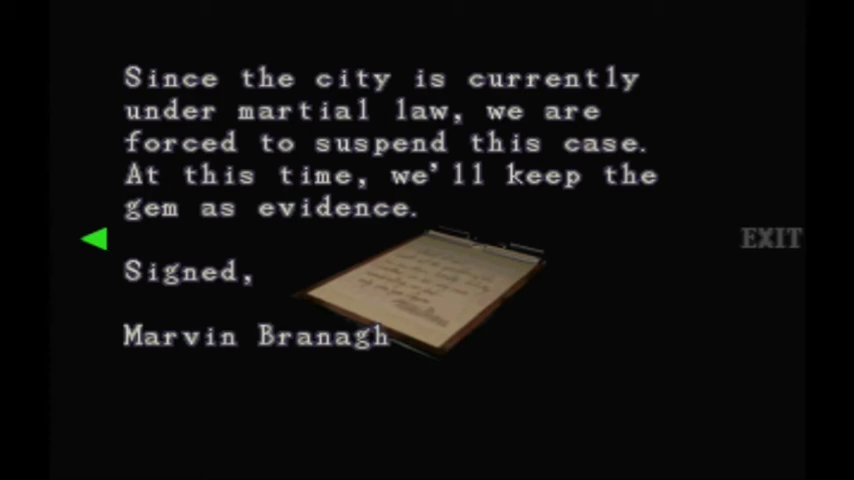 Since the city is currently
under martial law, we are
forced to suspend this case.
At this time, we'll keep the
gem as evidence.
EXIT
Signed,
Marvin Branagh